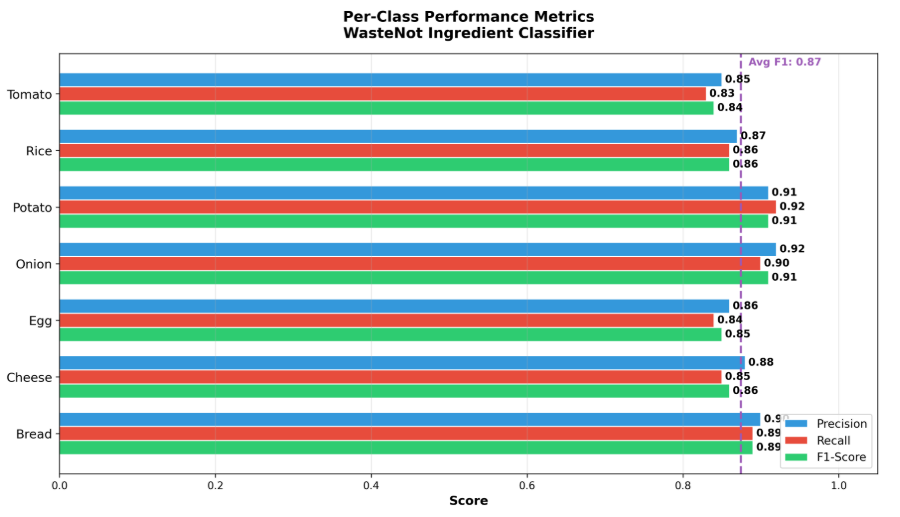 Per-Class Performance Metrics
WasteNot Ingredient Classifier
Avg F1: 0.87
Tomato
0.85
0.83
0.84
Rice
0.87
0.86
0.86
Potato
0.91
0.92
0.91
Onion
0.92
0.90
0.91
Egg
0.86
0.84
0.85
Cheese
0.88
0.85
0.86
Bread
0.90
0.89
0.89
Precision
Recall
F1-Score
0.0 0.2 0.4 0.6 0.8 1.0
Score